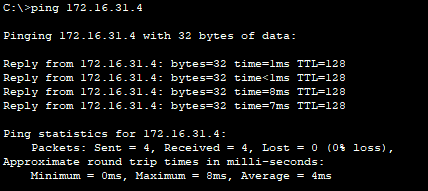 C:\>ping 172.16.31.4
Pinging 172.16.31.4 with 32 bytes of data:
Reply from 172.16.31.4: bytes=32 time=1ms TTL=128
Reply from 172.16.31.4: bytes=32 time<1ms TTL=128
Reply from 172.16.31.4: bytes=32 time=8ms TTL=128
Reply from 172.16.31.4: bytes=32 time=7ms TTL=128
Ping statistics for 172.16.31.4:
Packets: Sent = 4, Received = 4, Lost = 0 (0% loss),
Approximate round trip times in milli-seconds:
Minimum = 0ms, Maximum = 8ms, Average = 4ms